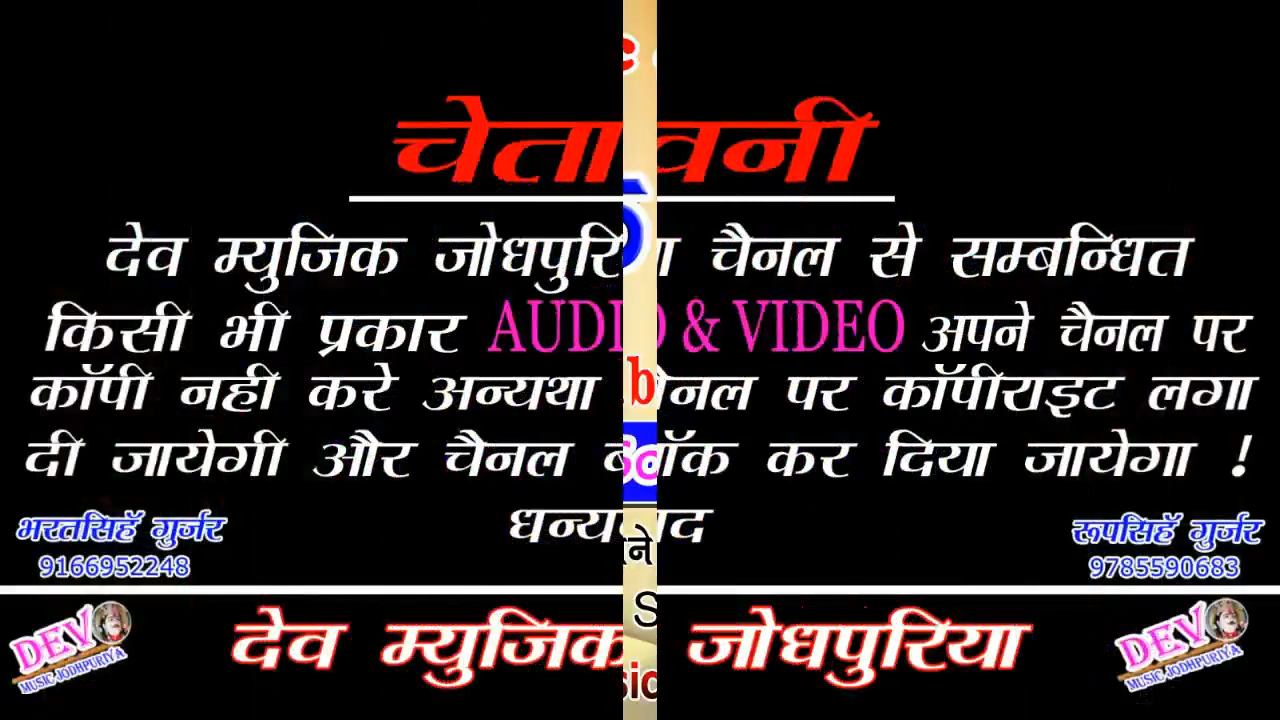 चेतावनी
देव म्युजिक जोधपुरिया चैनल से सम्बन्धित
किसी भी प्रकार AUDIO & VIDEO अपने चैनल पर
कॉपी नही करे अन्यथा चैनल पर कॉपीराइट लगा
दी जायेगी और चैनल ब्लॉक कर दिया जायेगा !
धन्यवाद
भरतसिहॅ गुर्जर
9166952248
रूपसिहॅ गुर्जर
9785590683
देव म्युजिक जोधपुरिया
DEV
MUSIC JODHPURIYA
DEV
MUSIC JODHPURIYA